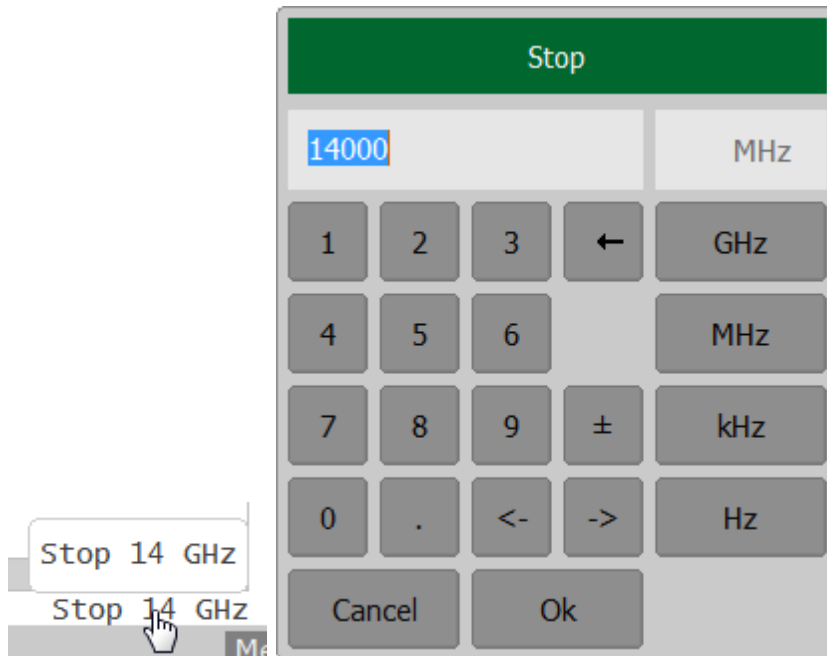 Stop
14000 MHz
1 2 3 ← GHz
4 5 6 MHz
7 8 9 ± kHz
0 . <- -> Hz
Cancel Ok
Stop 14 GHz
Stop 14 GHz